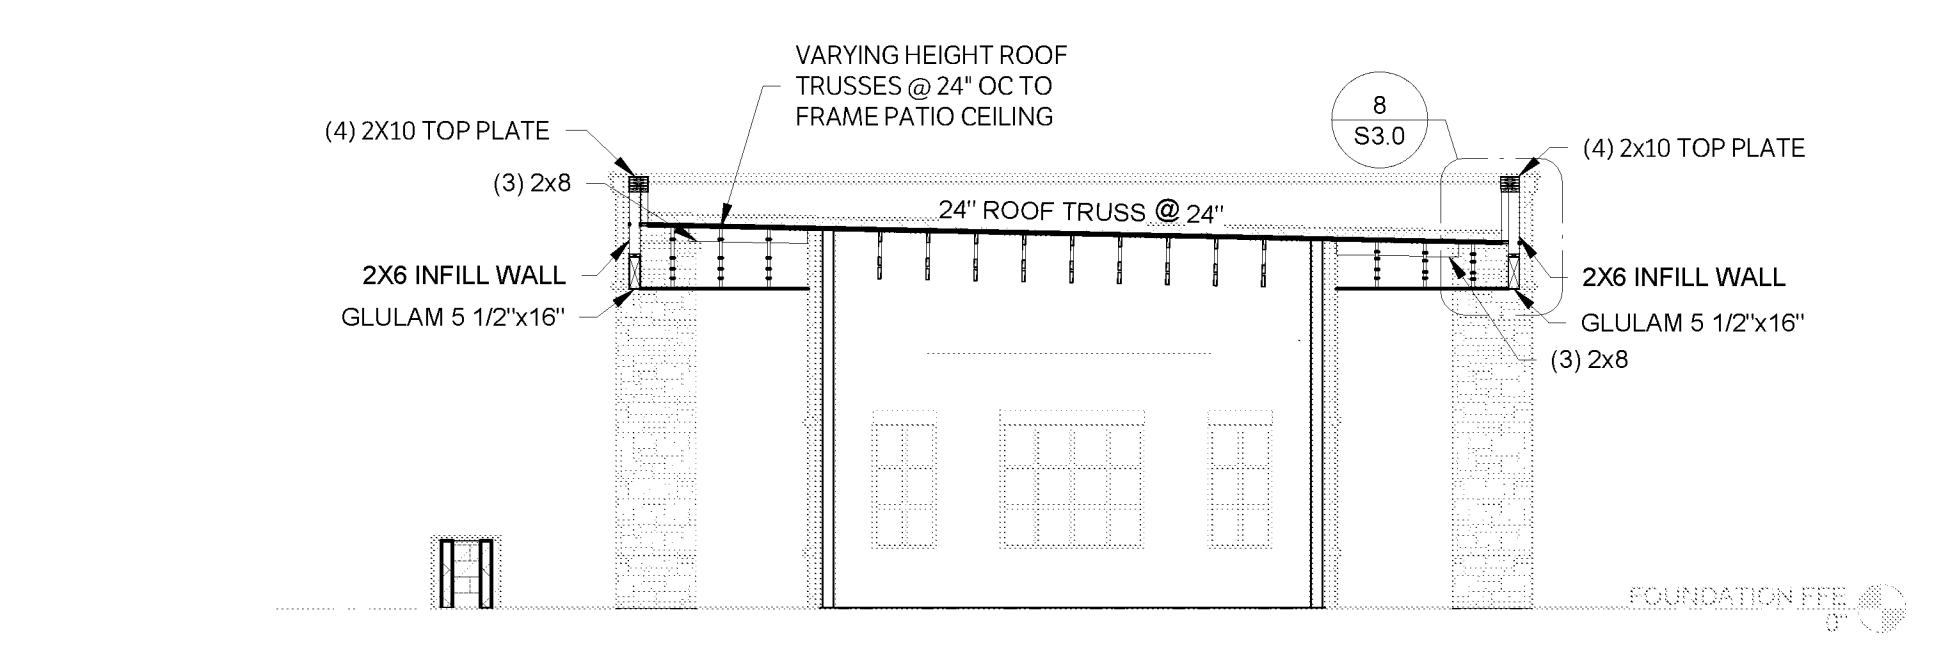 VARYING HEIGHT ROOF
TRUSSES @ 24" OC TO
FRAME PATIO CEILING
(4) 2X10 TOP PLATE
(3) 2x8
8
S3.0
(4) 2x10 TOP PLATE
24" ROOF TRUSS @ 24"
2X6 INFILL WALL
GLULAM 5 1/2"x16"
2X6 INFILL WALL
GLULAM 5 1/2"x16"
(3) 2x8
FOUNDATION FFE
0"